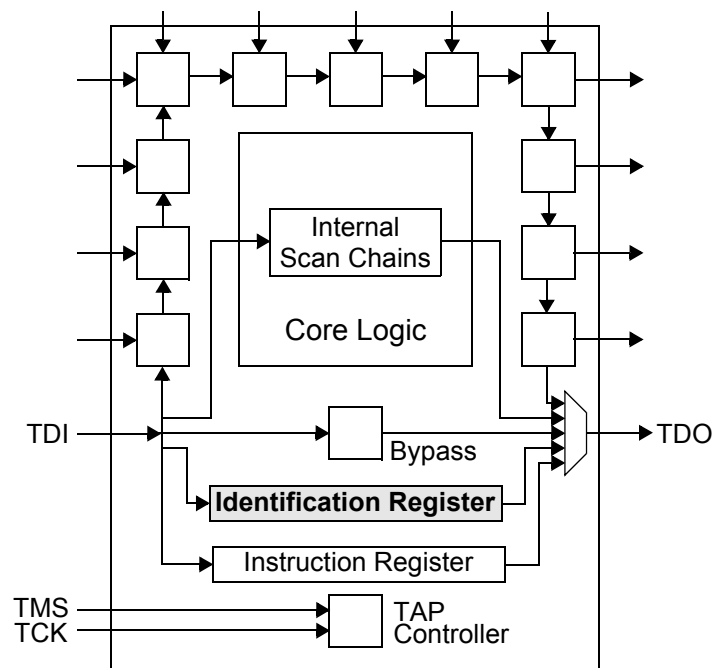 Internal
Scan Chains
Core Logic
TDI
TDO
Bypass
Identification Register
Instruction Register
TMS
TCK
TAP
Controller